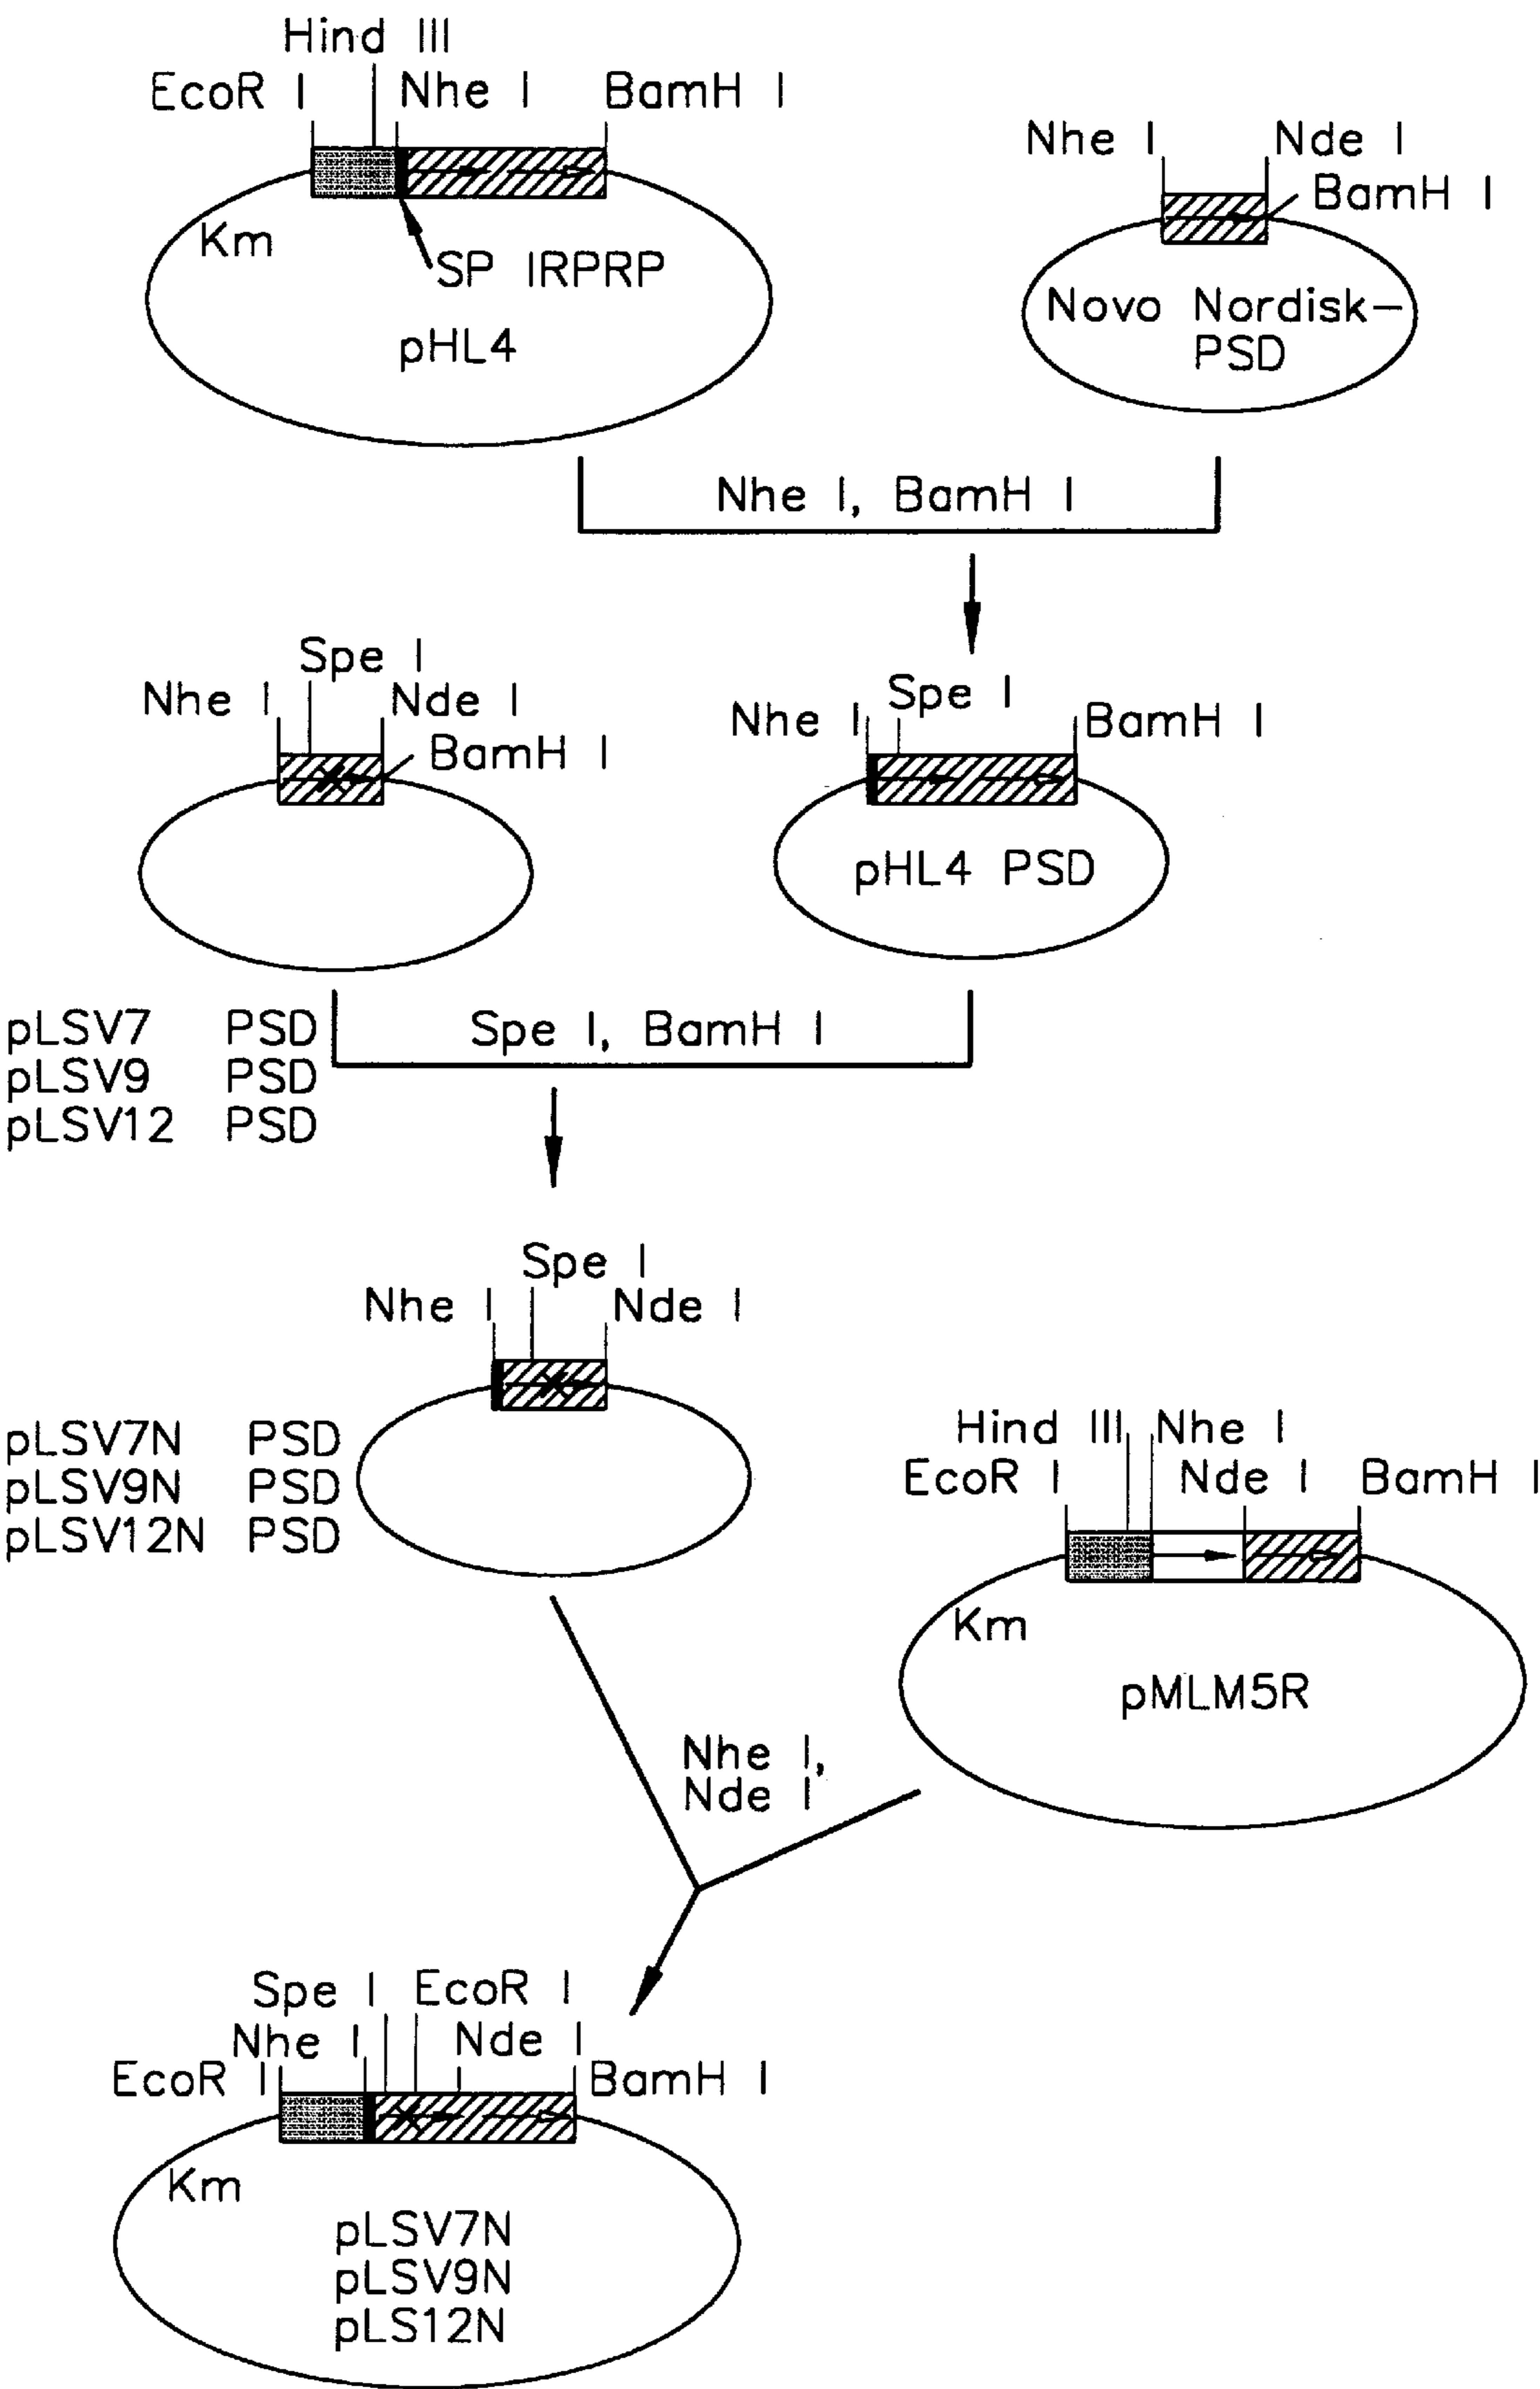 Hind III
EcoR I Nhe I BamH I
Km
SP IRPRP
pHL4
Nhe I Nde I
BamH I
Novo Nordisk-
PSD
Nhe I, BamH I
Spe I
Nhe I Nde I
BamH I
Spe I
Nhe I BamH I
pHL4 PSD
pLSV7 PSD
pLSV9 PSD
pLSV12 PSD
Spe I, BamH I
Spe I
Nhe I Nde I
pLSV7N PSD
pLSV9N PSD
pLSV12N PSD
Hind III Nhe I
EcoR I Nde I BamH I
Km
pMLM5R
Nhe I,
Nde I
Spe I EcoR I
Nhe I Nde I
EcoR I BamH I
Km
pLSV7N
pLSV9N
pLS12N